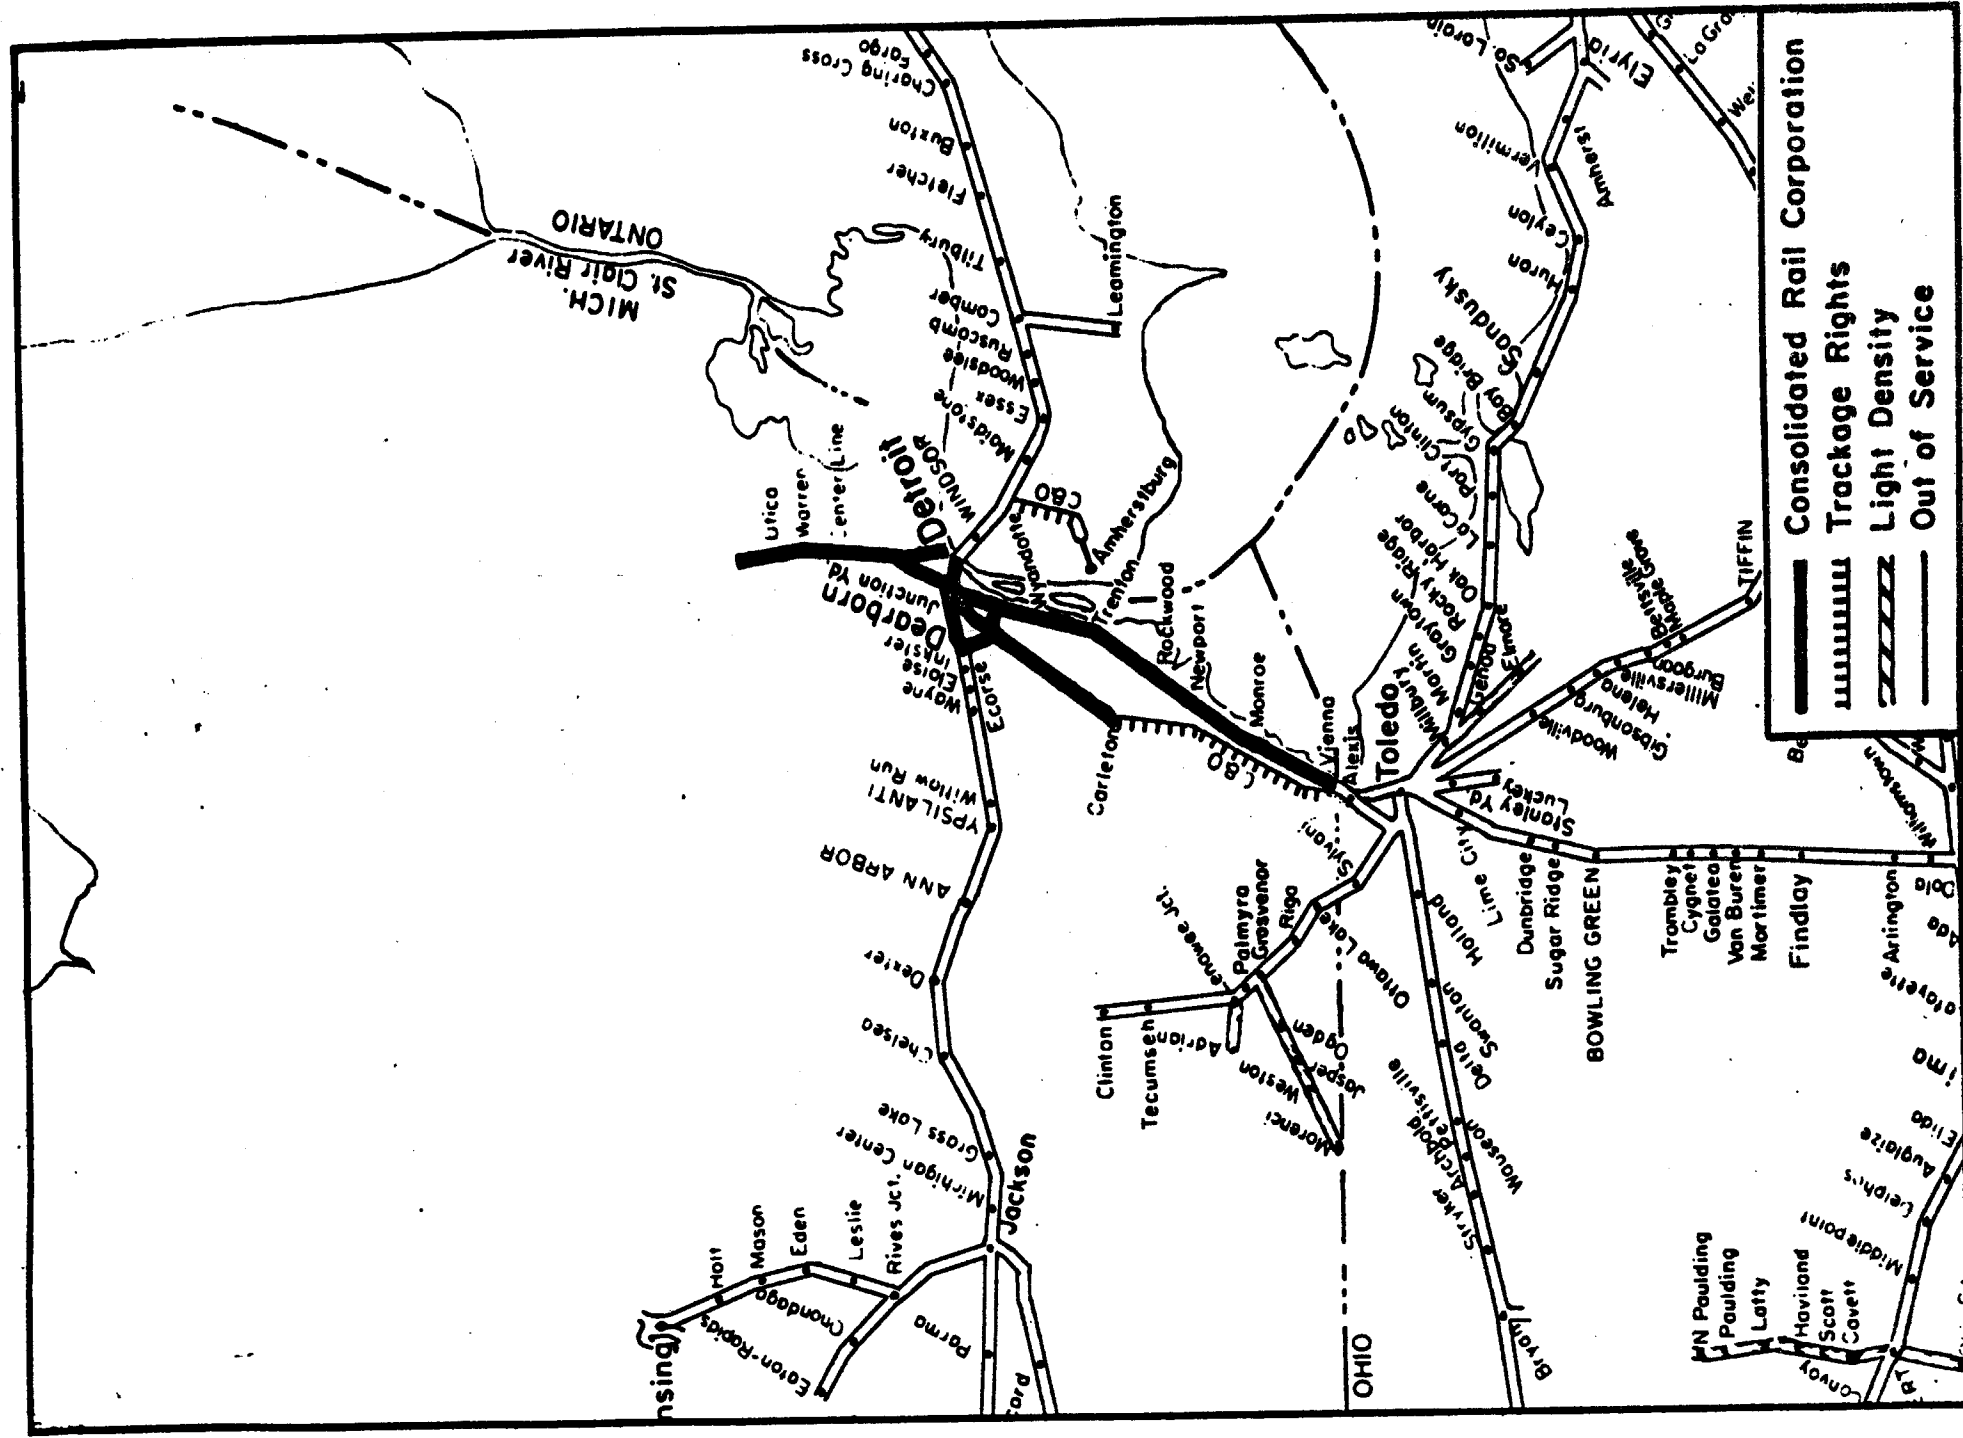 Fargo
Charing Cross
Buxton
Fletcher
Tilbury
Comber
Ruscomb
Woodslee
Essex
Maidstone
WINDSOR
Leamington
ONTARIO
St. Clair River
MICH.
Utica
Warren
Detroit
Junction Yd
Dearborn
Inkster
Eloise
Wayne
Ecorse
Willow Run
YPSILANTI
ANN ARBOR
Dexter
Chelsea
Grass Lake
Michigan Center
Jackson
Rives Jct.
Leslie
Eden
Mason
Holt
Onondaga
Eaton-Rapids
Parma
C&O
Amherstburg
Wyandotte
Trenton
Rockwood
Newport
Monroe
Vienna
Alexis
Toledo
Carleton
C&O
Palmyra
Grosvenor
Riga
Ottawa Lake
Clinton
Tecumseh
Adrian
Ogden
Jasper
Weston
Morenci
OHIO
Holland
Swanton
Delta
Wauseon
Pettisville
Archbold
Stryker
Bryan
So. Lorain
Elyria
Amherst
Vermilion
Ceylon
Huron
Sandusky
Bay Bridge
Gypsum
Port Clinton
La Carne
Oak Harbor
Rocky Ridge
Graytown
Martin
Millbury
Genoa
Elmore
Woodville
Gibsonburg
Helena
Millersville
Burgoon
Bettsville
Maple Grove
TIFFIN
Stanley Yd
Luckey
Lime City
Dunbridge
Sugar Ridge
BOWLING GREEN
Trombley
Cygnet
Galatea
Van Buren
Mortimer
Findlay
Arlington
Dola
Ada
Williamstown
Elida
Auglaize
Delphos
Middlepoint
Convoy
N Paulding
Paulding
Latty
Haviland
Scott
Cavett
Consolidated Rail Corporation
Trackage Rights
Light Density
Out of Service